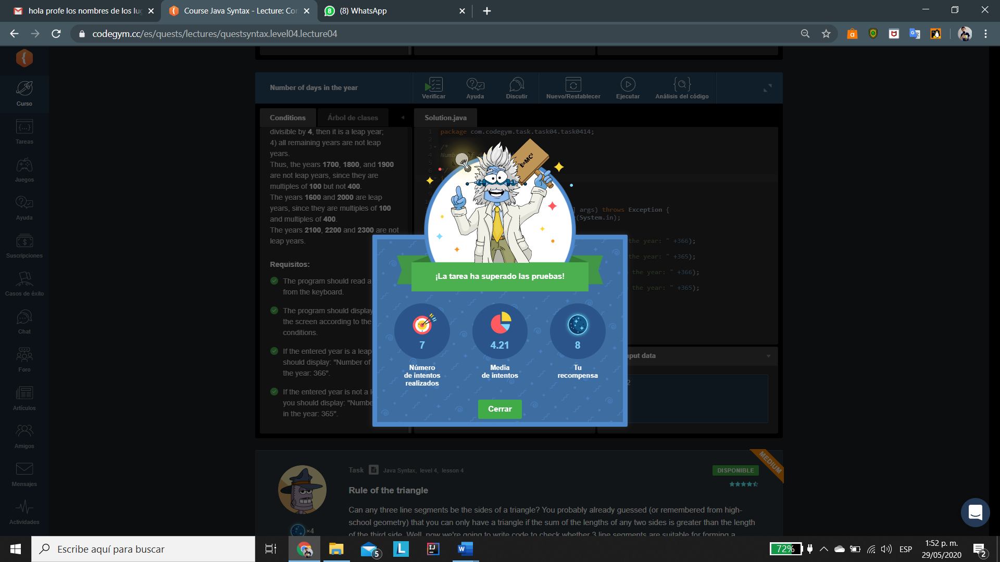 hola profe los nombres de los lug
Course Java Syntax - Lecture: Cor
8
(8) WhatsApp
codegym.cc/es/quests/lectures/questsyntax.level04.lecture04
Curso
Tareas
Juegos
Ayuda
Suscripciones
Casos de éxito
Chat
Foro
Artículos
Amigos
Mensajes
Actividades
Number of days in the year
Verificar
Ayuda
Discutir
Nuevo/Restablecer
Ejecutar
Análisis del código
Conditions
Árbol de clases
Solution.java
divisible by 4, then it is a leap year;
4) all remaining years are not leap
years.
Thus, the years 1700, 1800, and 1900
are not leap years, since they are
multiples of 100 but not 400.
The years 1600 and 2000 are leap
years, since they are multiples of 100
and multiples of 400.
The years 2100, 2200 and 2300 are not
leap years.
Requisitos:
The program should read a
from the keyboard.
The program should display
the screen according to the
conditions.
If the entered year is a leap
should display: "Number of
the year: 366".
If the entered year is not a l
you should display: "Numbe
in the year: 365".
1 package com.codegym.task.task04.task0414;
2
3 /*
4
5
6 */
args) throws Exception {
(System.in);
the year: " +366);
the year: " +365);
the year: " +366);
the year: " +365);
put data
2
E=MC²
¡La tarea ha superado las pruebas!
7
Número
de intentos
realizados
4.21
Media
de intentos
8
Tu
recompensa
Cerrar
Task Java Syntax, level 4, lesson 4
DISPONIBLE
MEDIUM
Rule of the triangle
Can any three line segments be the sides of a triangle? You probably already guessed (or remembered from high-
school geometry) that you can only have a triangle if the sum of the lengths of any two sides is greater than the length
of the third side. Well, now we're going to write code to check whether 3 line segments are suitable for forming a
×4
Escribe aquí para buscar
5
L
IJ
W
72%
ESP
1:52 p. m.
29/05/2020
2